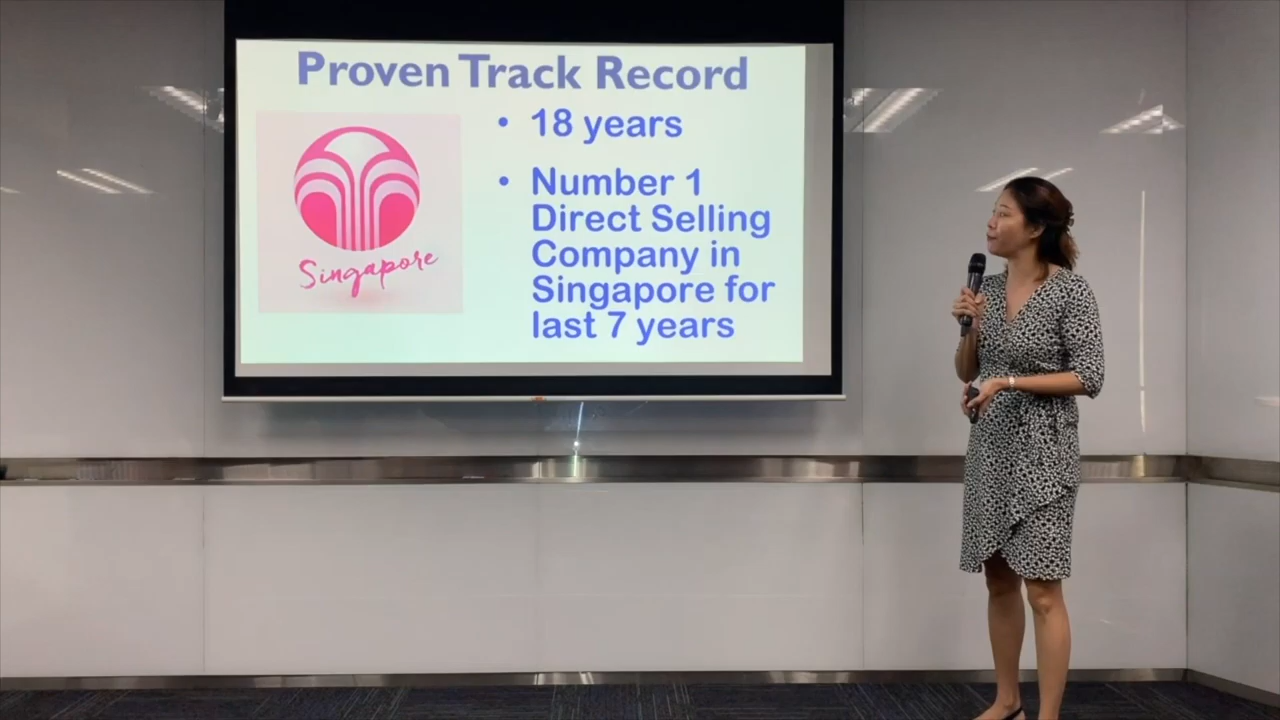 Proven Track Record
• 18 years
• Number 1
Direct Selling
Company in
Singapore for
last 7 years
Singapore